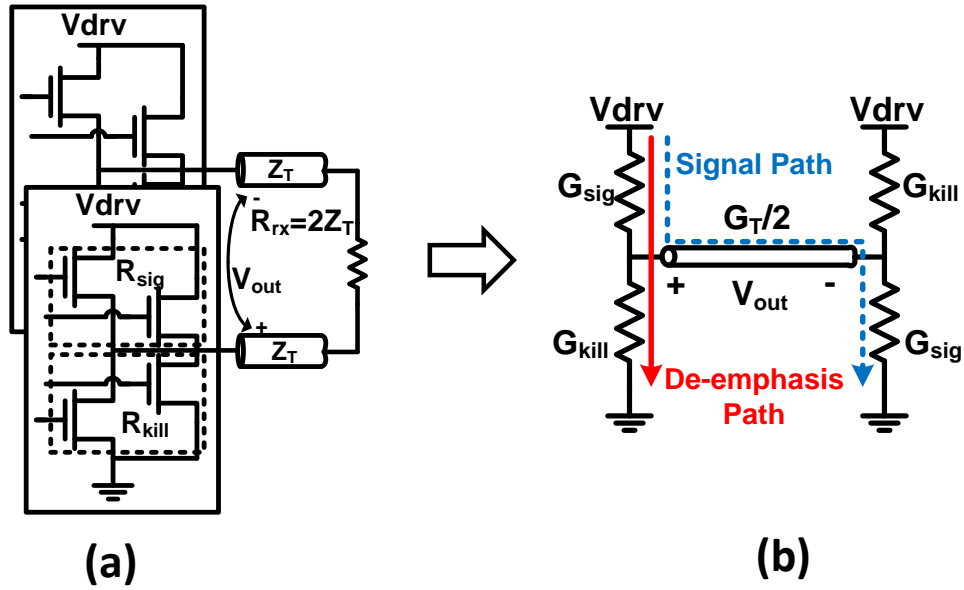 Vdrv
Z_T
-
R_rx=2Z_T
Vdrv
R_sig
V_out
+
Z_T
R_kill
(a)
Vdrv
Vdrv
Signal Path
G_sig
G_kill
G_T/2
+
V_out
-
G_kill
G_sig
De-emphasis
Path
(b)